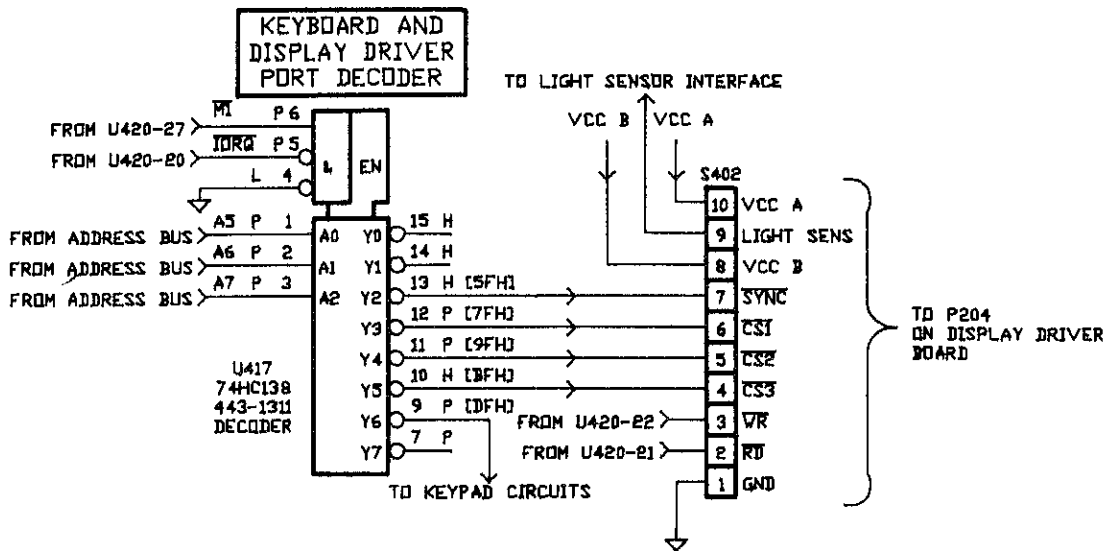 KEYBOARD AND
DISPLAY DRIVER
PORT DECODER
TO LIGHT SENSOR INTERFACE
VCC B VCC A
FROM U420-27 M1 P 6
FROM U420-20 IORQ P 5
L 4
& EN
FROM ADDRESS BUS A5 P 1 A0
FROM ADDRESS BUS A6 P 2 A1
FROM ADDRESS BUS A7 P 3 A2
Y0 15 H
Y1 14 H
Y2 13 H [5FH]
Y3 12 P [7FH]
Y4 11 P [9FH]
Y5 10 H [BFH]
Y6 9 P [DFH]
Y7 7 P
U417
74HC138
443-1311
DECODER
TO KEYPAD CIRCUITS
S402
10 VCC A
9 LIGHT SENS
8 VCC B
7 SYNC
6 CS1
5 CS2
4 CS3
FROM U420-22 3 WR
FROM U420-21 2 RD
1 GND
TO P204
ON DISPLAY DRIVER
BOARD